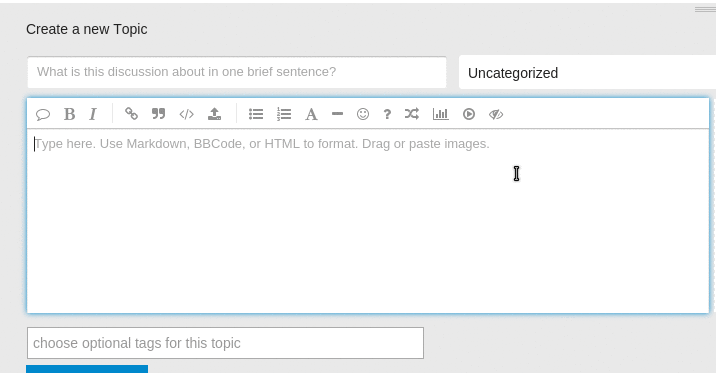 Create a new Topic
What is this discussion about in one brief sentence?
Uncategorized
B I </> A ?
Type here. Use Markdown, BBCode, or HTML to format. Drag or paste images.
choose optional tags for this topic